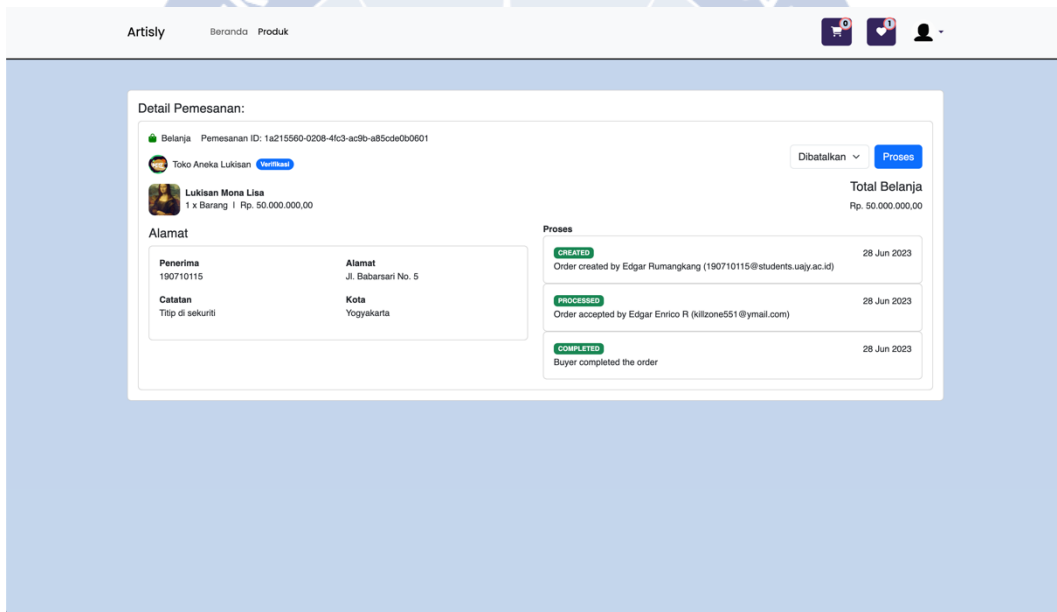 Artisly Beranda Produk 0 1
Detail Pemesanan:
Belanja Pemesanan ID: 1a215560-0208-4fc3-ac9b-a85cde0b0601
Toko Aneka Lukisan Verifikasi
Dibatalkan Proses
Lukisan Mona Lisa
1 x Barang | Rp. 50.000.000,00
Total Belanja
Rp. 50.000.000,00
Alamat
Penerima
190710115
Alamat
Jl. Babarsari No. 5
Catatan
Titip di sekuriti
Kota
Yogyakarta
Proses
CREATED 28 Jun 2023
Order created by Edgar Rumangkang (190710115@students.uajy.ac.id)
PROCESSED 28 Jun 2023
Order accepted by Edgar Enrico R (killzone551@ymail.com)
COMPLETED 28 Jun 2023
Buyer completed the order